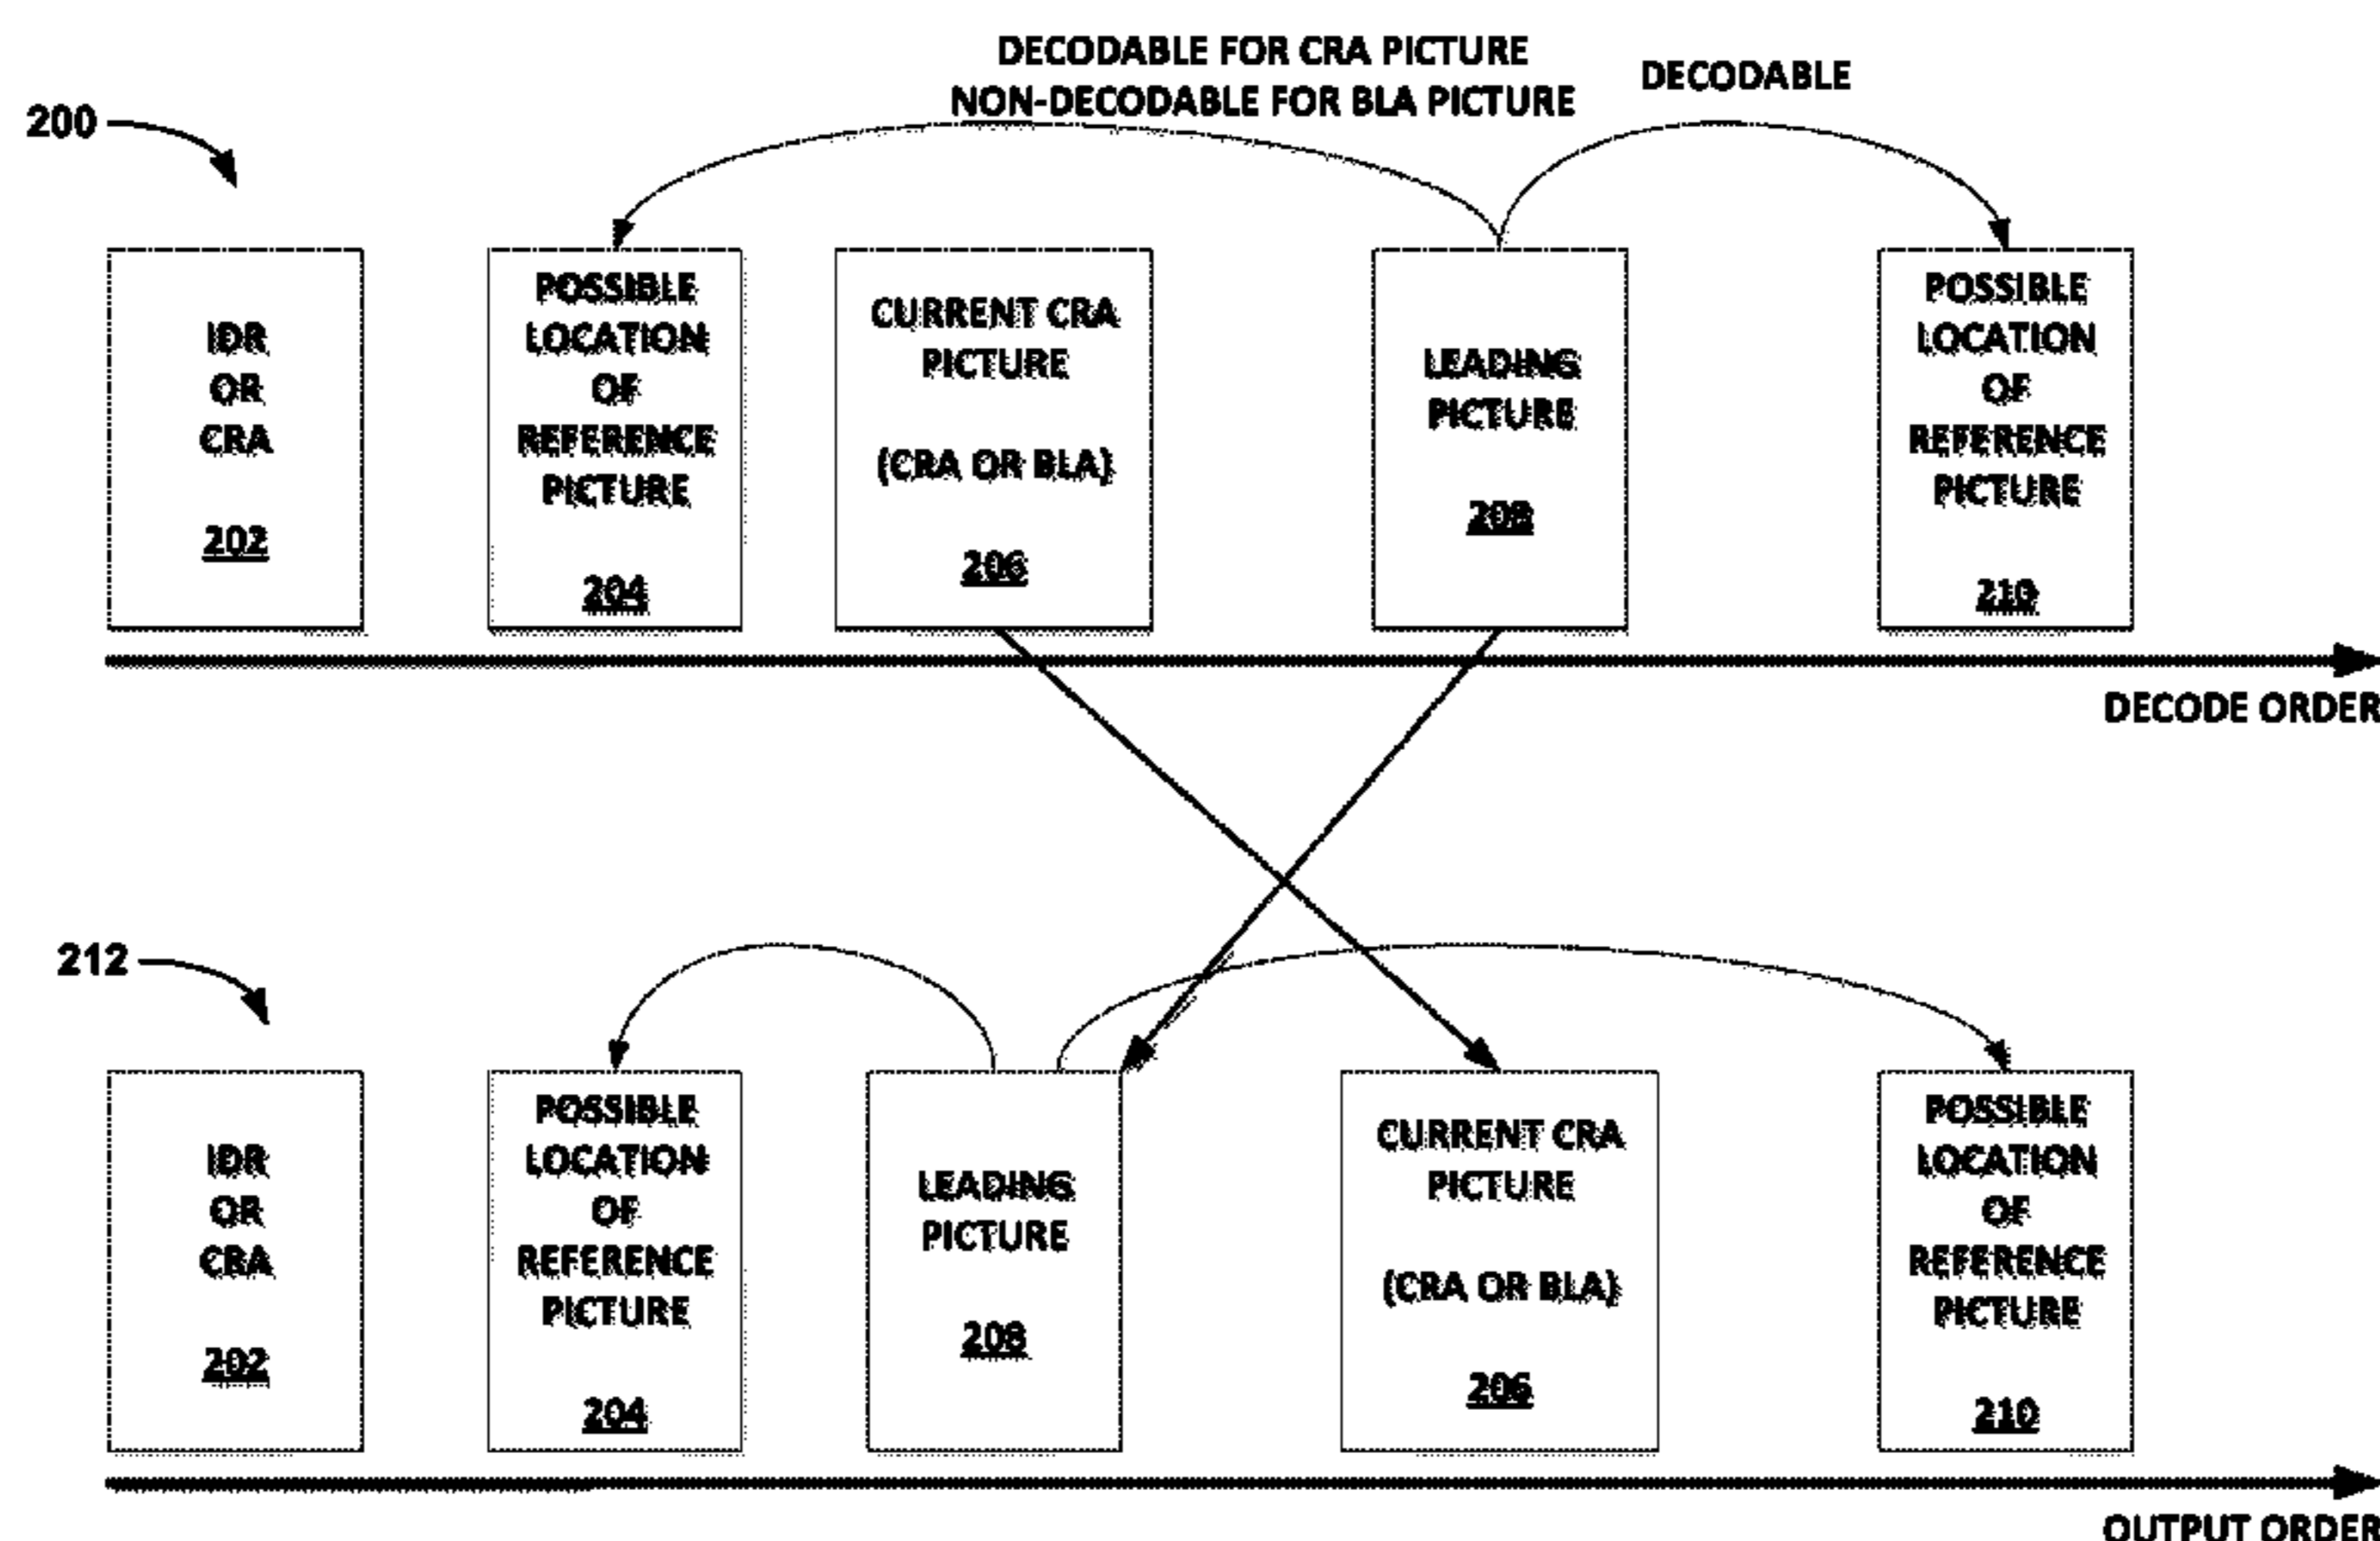 DECODABLE FOR CRA PICTURE
NON-DECODABLE FOR BLA PICTURE
DECODABLE
200
IDR
OR
CRA
202
POSSIBLE
LOCATION
OF
REFERENCE
PICTURE
204
CURRENT CRA
PICTURE
(CRA OR BLA)
206
LEADING
PICTURE
208
POSSIBLE
LOCATION
OF
REFERENCE
PICTURE
210
DECODE ORDER
212
IDR
OR
CRA
202
POSSIBLE
LOCATION
OF
REFERENCE
PICTURE
204
LEADING
PICTURE
208
CURRENT CRA
PICTURE
(CRA OR BLA)
206
POSSIBLE
LOCATION
OF
REFERENCE
PICTURE
210
OUTPUT ORDER